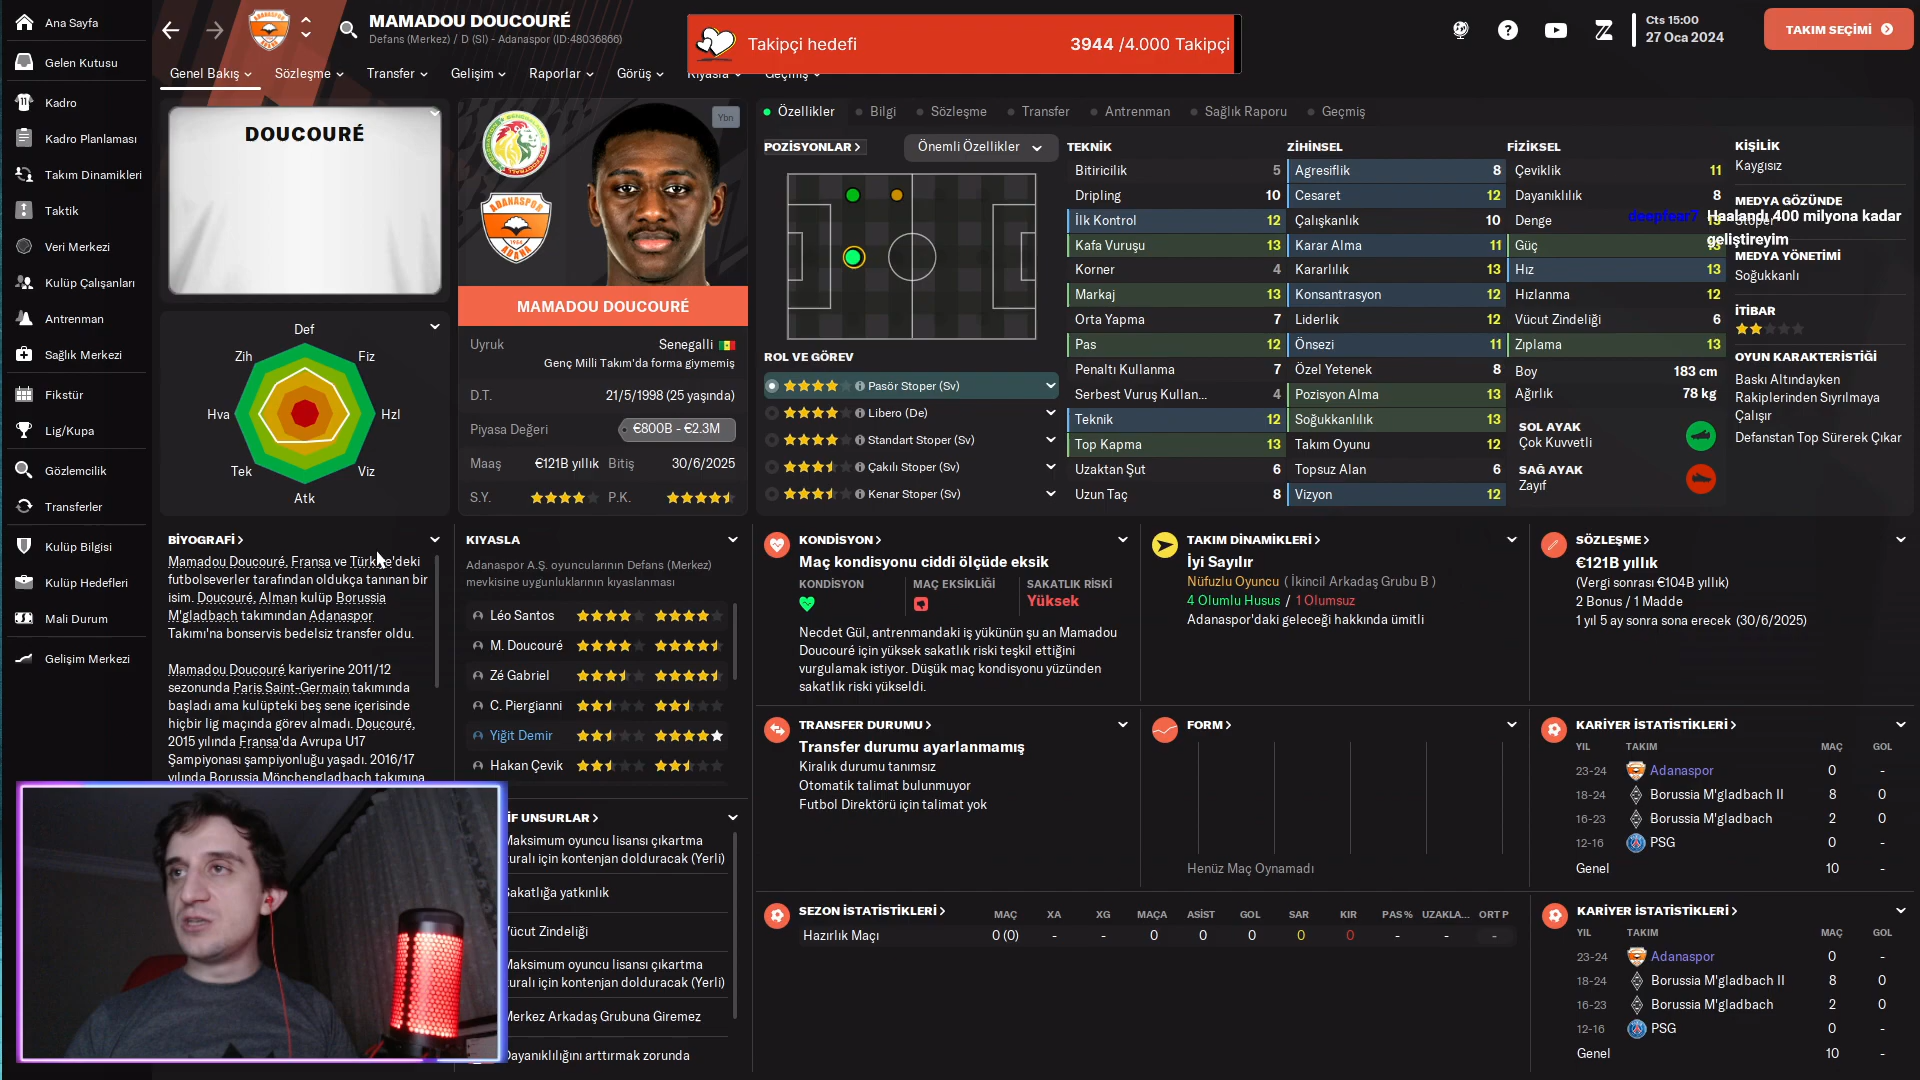 Ana Sayfa
Gelen Kutusu
Kadro
Kadro Planlaması
Takım Dinamikleri
Taktik
Veri Merkezi
Kulüp Çalışanları
Antrenman
Sağlık Merkezi
Fikstür
Lig/Kupa
Gözlemcilik
Transferler
Kulüp Bilgisi
Kulüp Hedefleri
Mali Durum
Gelişim Merkezi
MAMADOU DOUCOURÉ
Defans (Merkez) / D (Sl) - Adanaspor (ID:48036866)
Takipçi hedefi
3944 /4.000 Takipçi
Cts 15:00
27 Oca 2024
TAKIM SEÇİMİ
Genel Bakış
Sözleşme
Transfer
Gelişim
Raporlar
Görüş
Kıyasla
Geçmiş
DOUCOURÉ
Def
Fiz
Hzl
Viz
Atk
Tek
Hva
Zih
Ybn
ADANASPOR
1954
ADANA
MAMADOU DOUCOURÉ
Uyruk Senegalli
Genç Milli Takım'da forma giymemiş
D.T. 21/5/1998 (25 yaşında)
Piyasa Değeri €800B - €2.3M
Maaş €121B yıllık Bitiş 30/6/2025
S.Y. P.K.
Özellikler
Bilgi
Sözleşme
Transfer
Antrenman
Sağlık Raporu
Geçmiş
POZİSYONLAR
Önemli Özellikler
ROL VE GÖREV
Pasör Stoper (Sv)
Libero (De)
Standart Stoper (Sv)
Çakılı Stoper (Sv)
Kenar Stoper (Sv)
TEKNİK
Bitiricilik 5
Dripling 10
İlk Kontrol 12
Kafa Vuruşu 13
Korner 4
Markaj 13
Orta Yapma 7
Pas 12
Penaltı Kullanma 7
Serbest Vuruş Kullan... 4
Teknik 12
Top Kapma 13
Uzaktan Şut 6
Uzun Taç 8
ZİHİNSEL
Agresiflik 8
Cesaret 12
Çalışkanlık 10
Karar Alma 11
Kararlılık 13
Konsantrasyon 12
Liderlik 12
Önsezi 11
Özel Yetenek 8
Pozisyon Alma 13
Soğukkanlılık 13
Takım Oyunu 12
Topsuz Alan 6
Vizyon 12
FİZİKSEL
Çeviklik 11
Dayanıklılık 8
Denge
Güç
Hız 13
Hızlanma 12
Vücut Zindeliği 6
Zıplama 13
Boy 183 cm
Ağırlık 78 kg
SOL AYAK
Çok Kuvvetli
SAĞ AYAK
Zayıf
KİŞİLİK
Kaygısız
MEDYA GÖZÜNDE
Stoper
deepfear7 Haalandı 400 milyona kadar
geliştireyim
MEDYA YÖNETİMİ
Soğukkanlı
İTİBAR
OYUN KARAKTERİSTİĞİ
Baskı Altındayken
Rakiplerinden Sıyrılmaya
Çalışır
Defanstan Top Sürerek Çıkar
BİYOGRAFİ
Mamadou Doucouré, Fransa ve Türkiye'deki
futbolseverler tarafından oldukça tanınan bir
isim. Doucouré, Alman kulüp Borussia
M'gladbach takımından Adanaspor
Takımı'na bonservis bedelsiz transfer oldu.
Mamadou Doucouré kariyerine 2011/12
sezonunda Paris Saint-Germain takımında
başladı ama kulüpteki beş sene içerisinde
hiçbir lig maçında görev almadı. Doucouré,
2015 yılında Fransa'da Avrupa U17
Şampiyonası şampiyonluğu yaşadı. 2016/17
yılında Borussia Mönchengladbach takımına
KIYASLA
Adanaspor A.Ş. oyuncularının Defans (Merkez)
mevkisine uygunluklarının kıyaslanması
Léo Santos
M. Doucouré
Zé Gabriel
C. Piergianni
Yiğit Demir
Hakan Çevik
İF UNSURLAR
Maksimum oyuncu lisansı çıkartma
kuralı için kontenjan dolduracak (Yerli)
Sakatlığa yatkınlık
Vücut Zindeliği
Maksimum oyuncu lisansı çıkartma
kuralı için kontenjan dolduracak (Yerli)
Merkez Arkadaş Grubuna Giremez
Dayanıklılığını arttırmak zorunda
KONDİSYON
Maç kondisyonu ciddi ölçüde eksik
KONDİSYON
MAÇ EKSİKLİĞİ
SAKATLIK RİSKİ
Yüksek
Necdet Gül, antrenmandaki iş yükünün şu an Mamadou
Doucouré için yüksek sakatlık riski teşkil ettiğini
vurgulamak istiyor. Düşük maç kondisyonu yüzünden
sakatlık riski yükseldi.
TAKIM DİNAMİKLERİ
İyi Sayılır
Nüfuzlu Oyuncu ( İkincil Arkadaş Grubu B )
4 Olumlu Husus / 1 Olumsuz
Adanaspor'daki geleceği hakkında ümitli
SÖZLEŞME
€121B yıllık
(Vergi sonrası €104B yıllık)
2 Bonus / 1 Madde
1 yıl 5 ay sonra sona erecek (30/6/2025)
TRANSFER DURUMU
Transfer durumu ayarlanmamış
Kiralık durumu tanımsız
Otomatik talimat bulunmuyor
Futbol Direktörü için talimat yok
FORM
Henüz Maç Oynamadı
KARİYER İSTATİSTİKLERİ
YIL TAKIM MAÇ GOL
23-24 Adanaspor 0 -
18-24 Borussia M'gladbach II 8 0
16-23 Borussia M'gladbach 2 0
12-16 PSG 0 -
Genel 10 -
SEZON İSTATİSTİKLERİ MAÇ XA XG MAÇA ASİST GOL SAR KIR PAS % UZAKLA... ORT P
Hazırlık Maçı 0 (0) - - 0 0 0 0 0 - - -
KARİYER İSTATİSTİKLERİ
YIL TAKIM MAÇ GOL
23-24 Adanaspor 0 -
18-24 Borussia M'gladbach II 8 0
16-23 Borussia M'gladbach 2 0
12-16 PSG 0 -
Genel 10 -